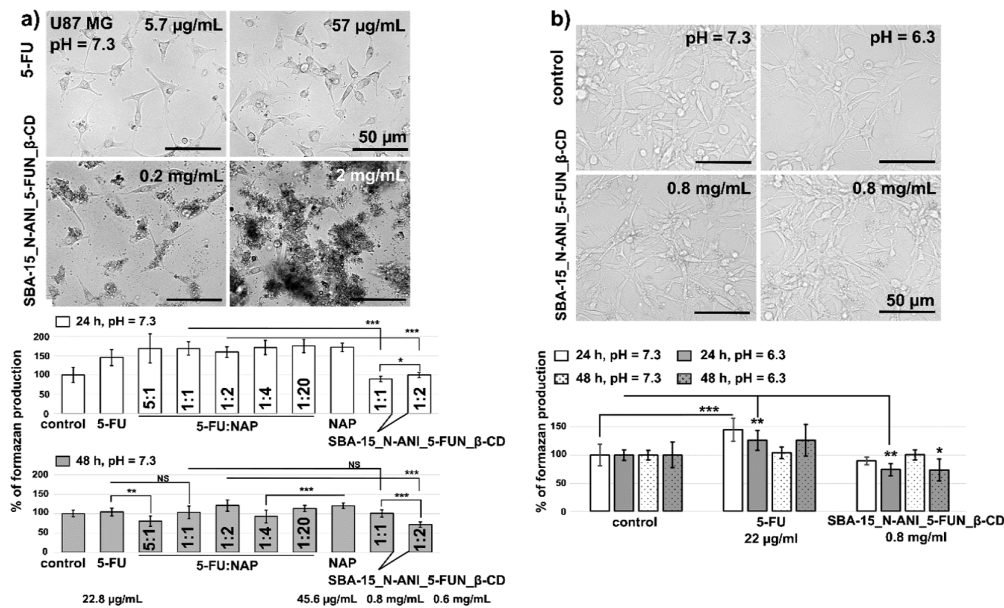 a)
U87 MG
pH = 7.3
5.7 µg/mL
57 µg/mL
5-FU
50 µm
SBA-15_N-ANI_5-FUN_β-CD
0.2 mg/mL
2 mg/mL
24 h, pH = 7.3
***
***
*
200
150
100
50
0
5:1
1:1
1:2
1:4
1:20
1:1
1:2
control
5-FU
5-FU:NAP
NAP
SBA-15_N-ANI_5-FUN_β-CD
% of formazan production
48 h, pH = 7.3
NS
NS
***
**
***
***
200
150
100
50
0
5:1
1:1
1:2
1:4
1:20
1:1
1:2
control
5-FU
5-FU:NAP
NAP
SBA-15_N-ANI_5-FUN_β-CD
22.8 µg/mL
45.6 µg/mL
0.8 mg/mL
0.6 mg/mL
b)
control
pH = 7.3
pH = 6.3
SBA-15_N-ANI_5-FUN_β-CD
0.8 mg/mL
0.8 mg/mL
50 µm
24 h, pH = 7.3
24 h, pH = 6.3
48 h, pH = 7.3
48 h, pH = 6.3
% of formazan production
***
**
**
*
150
100
50
0
control
5-FU
SBA-15_N-ANI_5-FUN_β-CD
22 µg/ml
0.8 mg/ml